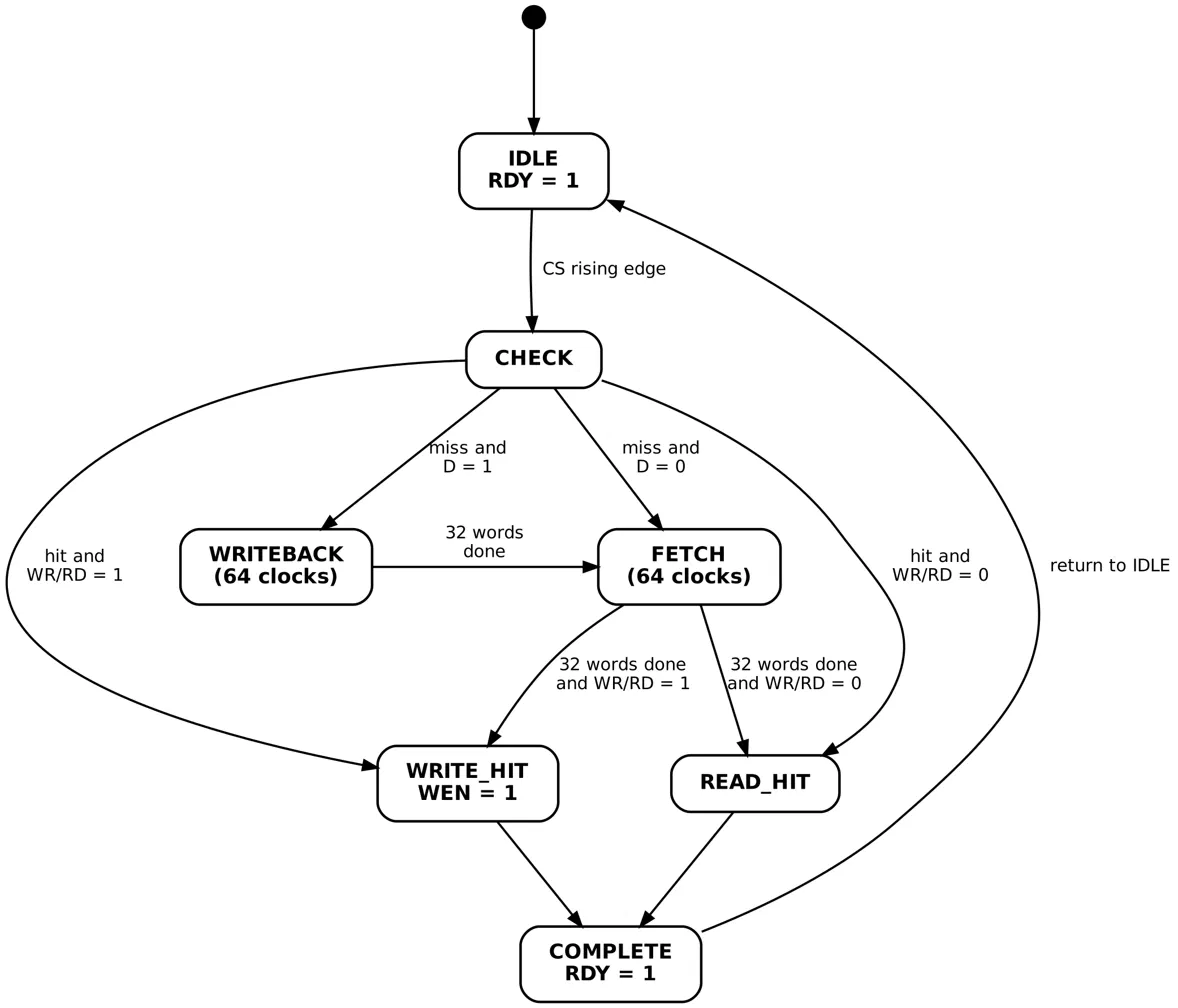 IDLE
RDY = 1
CS rising edge
CHECK
miss and
D = 1
miss and
D = 0
hit and
WR/RD = 1
WRITEBACK
(64 clocks)
32 words
done
FETCH
(64 clocks)
hit and
WR/RD = 0
return to IDLE
32 words done
and WR/RD = 1
32 words done
and WR/RD = 0
WRITE_HIT
WEN = 1
READ_HIT
COMPLETE
RDY = 1